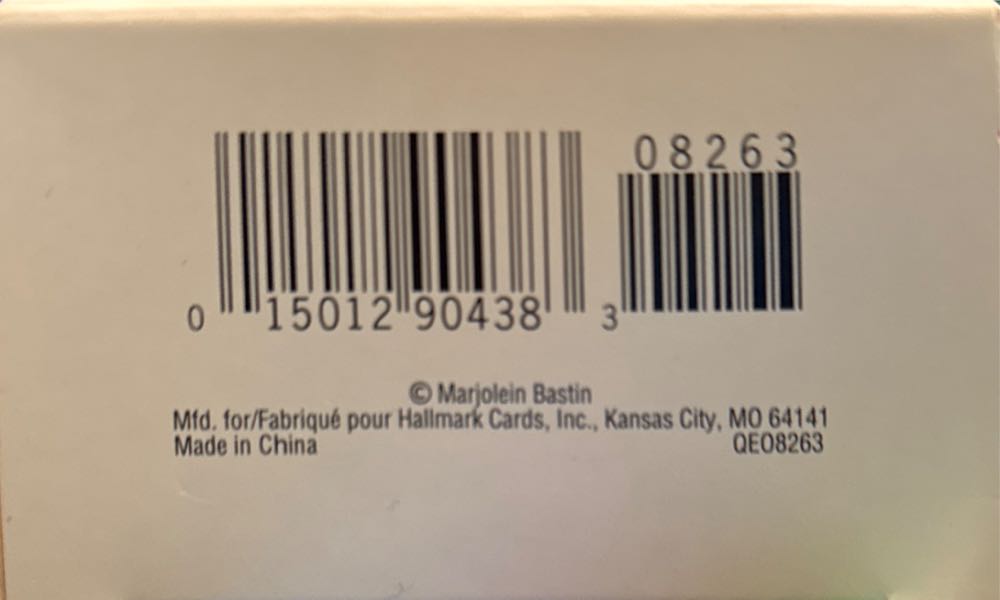 08263
0 15012 90438 3
© Marjolein Bastin
Mfd. for/Fabriqué pour Hallmark Cards, Inc., Kansas City, MO 64141
Made in China QEO8263